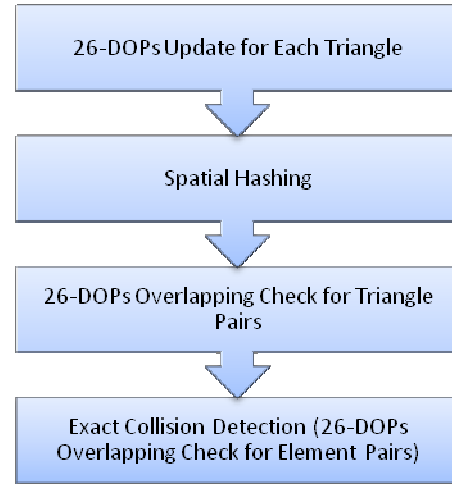 26-DOPs Update for Each Triangle
Spatial Hashing
26-DOPs Overlapping Check for Triangle
Pairs
Exact Collision Detection (26-DOPs
Overlapping Check for Element Pairs)